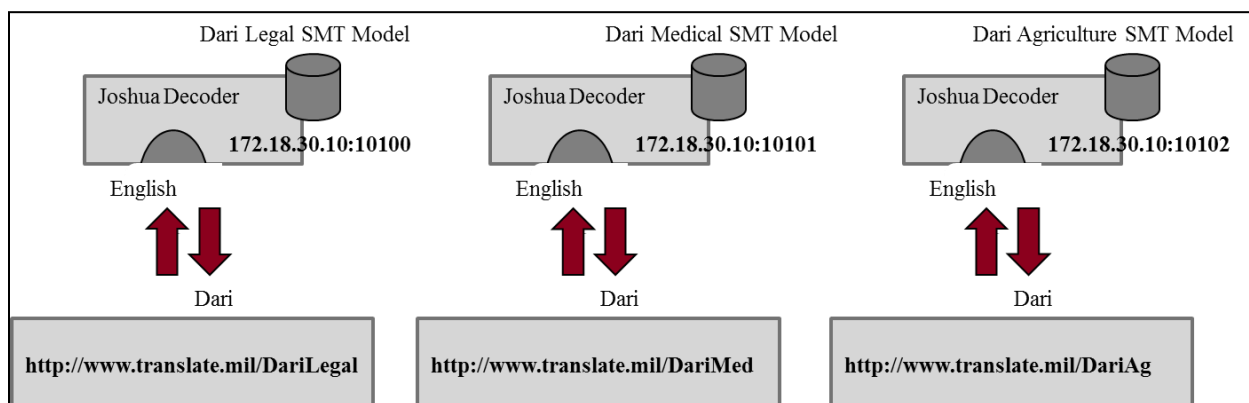 Dari Legal SMT Model
Joshua Decoder
172.18.30.10:10100
English
Dari
http://www.translate.mil/DariLegal
Dari Medical SMT Model
Joshua Decoder
172.18.30.10:10101
English
Dari
http://www.translate.mil/DariMed
Dari Agriculture SMT Model
Joshua Decoder
172.18.30.10:10102
English
Dari
http://www.translate.mil/DariAg